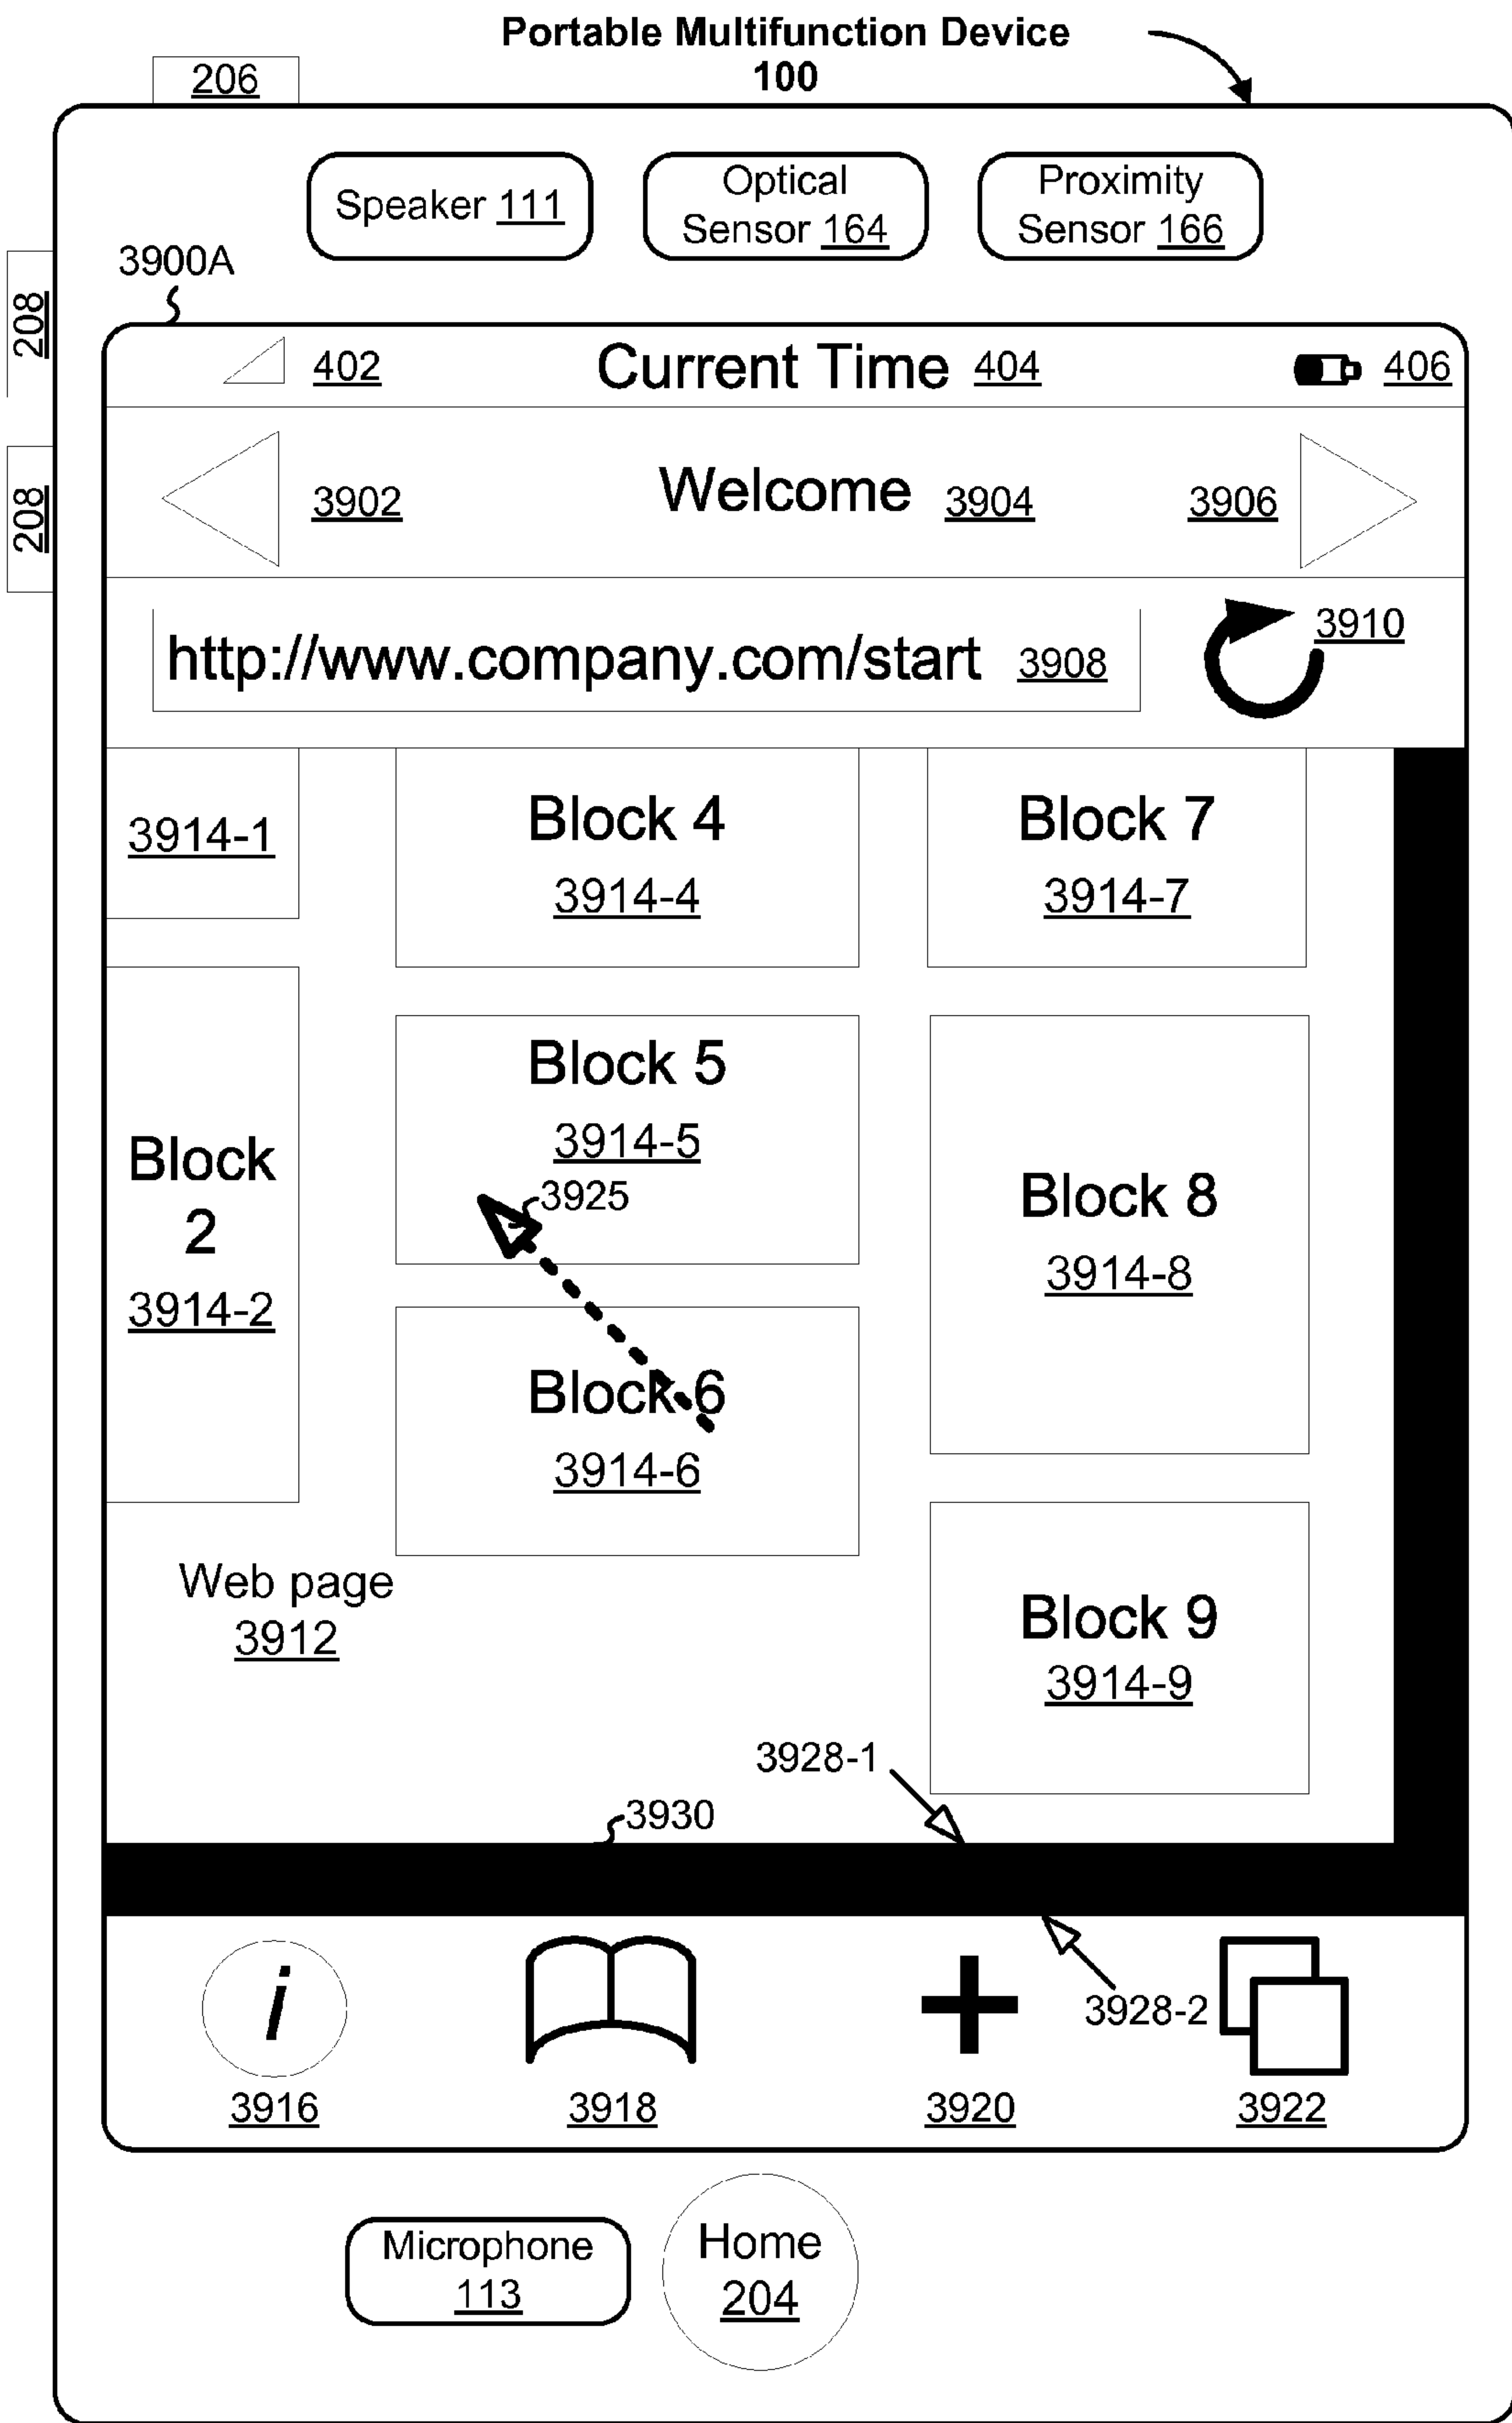 Portable Multifunction Device
100
206
Speaker 111
Optical
Sensor 164
Proximity
Sensor 166
3900A
208
402
Current Time 404
406
208
3902
Welcome 3904
3906
http://www.company.com/start 3908
3910
3914-1
Block 4
3914-4
Block 7
3914-7
Block 5
3914-5
3925
Block
2
3914-2
Block 8
3914-8
Block 6
3914-6
Web page
3912
Block 9
3914-9
3928-1
3930
i
3928-2
3916
3918
3920
3922
Microphone
113
Home
204